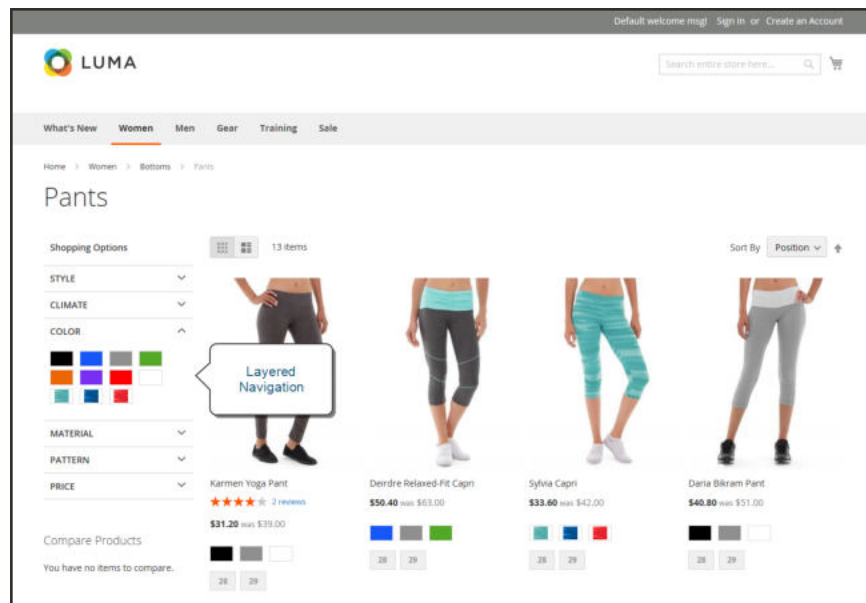 Default welcome msg! Sign In or Create an Account
LUMA
Search entire store here...
What's New Women Men Gear Training Sale
Home > Women > Bottoms > Pants
Pants
Shopping Options
13 items
Sort By Position
STYLE
CLIMATE
COLOR
Layered
Navigation
MATERIAL
PATTERN
PRICE
Compare Products
You have no items to compare.
Karmen Yoga Pant
2 reviews
$31.20 was $39.00
28 29
Deirdre Relaxed-Fit Capri
$50.40 was $63.00
28 29
Sylvia Capri
$33.60 was $42.00
28 29
Daria Bikram Pant
$40.80 was $51.00
28 29